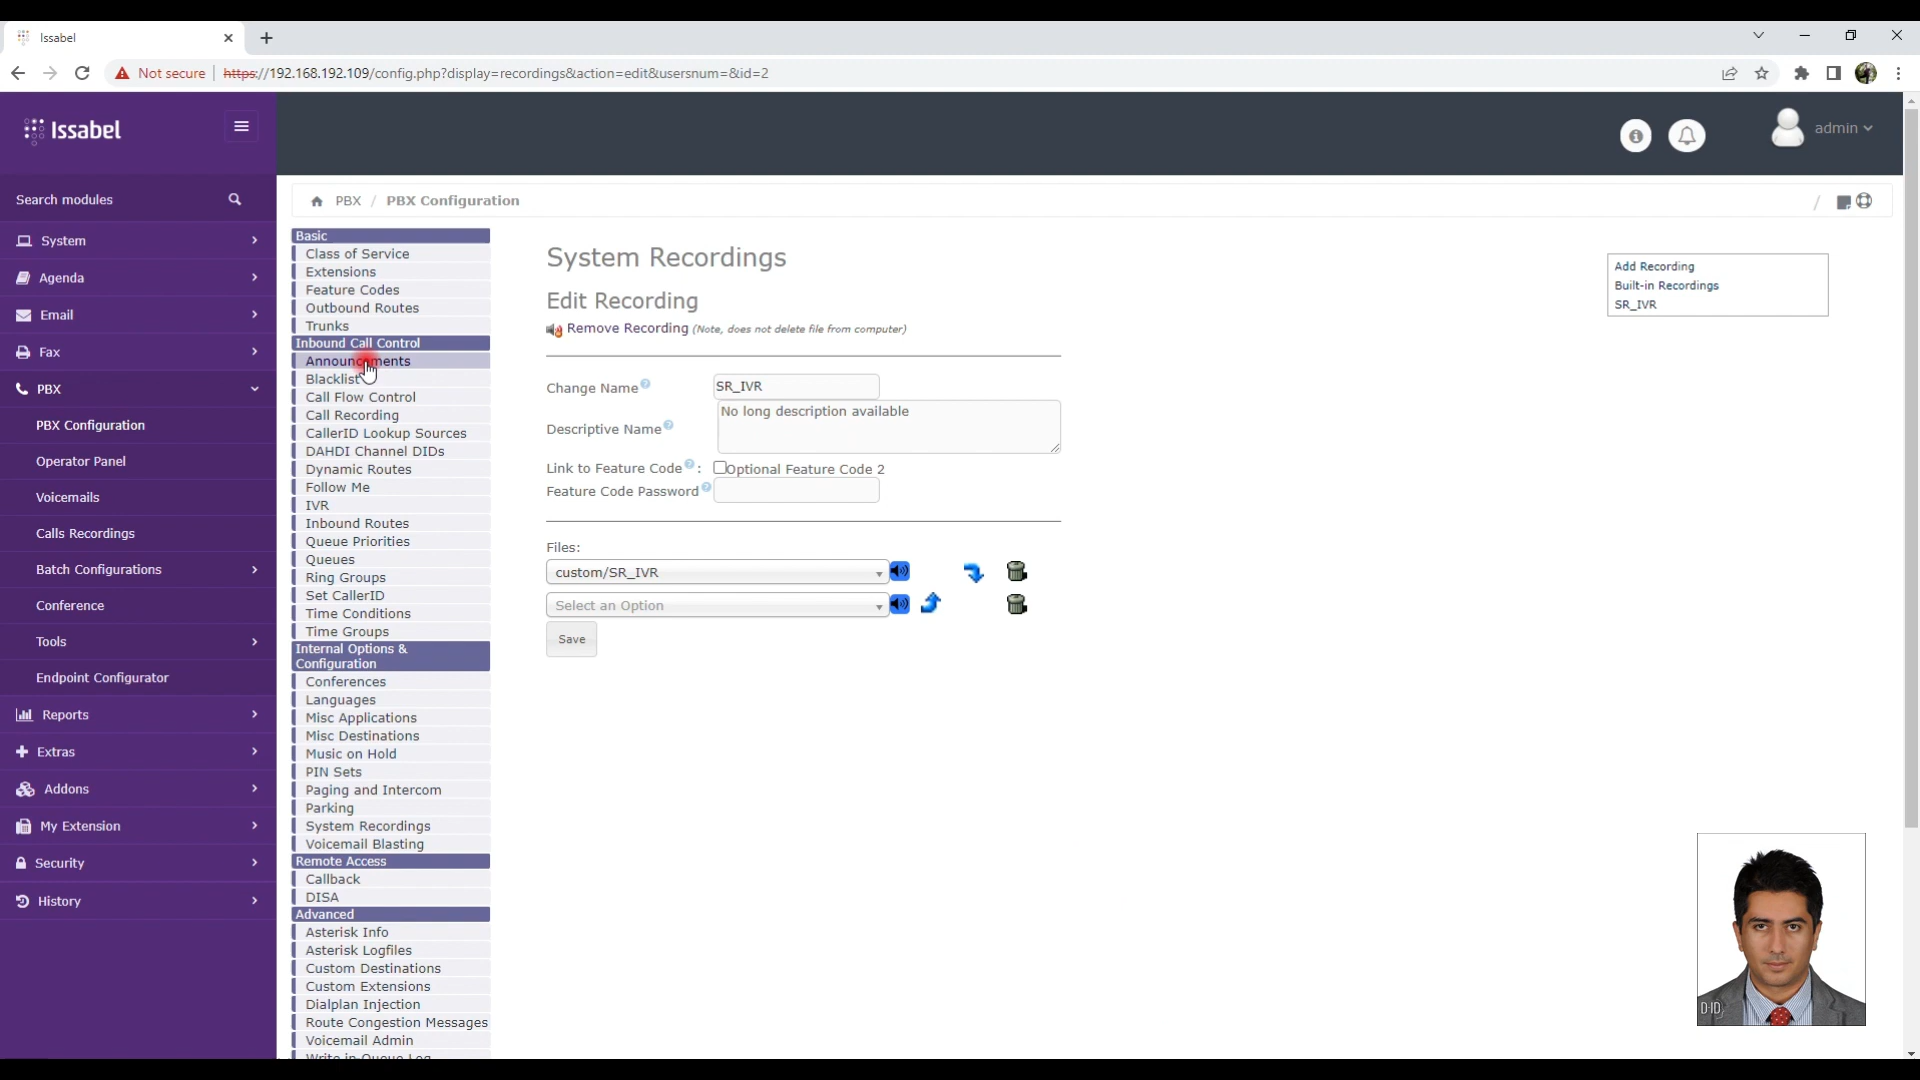 Issabel
Not secure
https://192.168.192.109/config.php?display=recordings&action=edit&usersnum=&id=2
Issabel
admin
Search modules
System
Agenda
Email
Fax
PBX
PBX Configuration
Operator Panel
Voicemails
Calls Recordings
Batch Configurations
Conference
Tools
Endpoint Configurator
Reports
Extras
Addons
My Extension
Security
History
PBX / PBX Configuration /
Basic
Class of Service
Extensions
Feature Codes
Outbound Routes
Trunks
Inbound Call Control
Announcements
Blacklist
Call Flow Control
Call Recording
CallerID Lookup Sources
DAHDI Channel DIDs
Dynamic Routes
Follow Me
IVR
Inbound Routes
Queue Priorities
Queues
Ring Groups
Set CallerID
Time Conditions
Time Groups
Internal Options &
Configuration
Conferences
Languages
Misc Applications
Misc Destinations
Music on Hold
PIN Sets
Paging and Intercom
Parking
System Recordings
Voicemail Blasting
Remote Access
Callback
DISA
Advanced
Asterisk Info
Asterisk Logfiles
Custom Destinations
Custom Extensions
Dialplan Injection
Route Congestion Messages
Voicemail Admin
Write in Queue Log
System Recordings
Edit Recording
Remove Recording (Note, does not delete file from computer)
Change Name? SR_IVR
Descriptive Name? No long description available
Link to Feature Code?: Optional Feature Code 2
Feature Code Password?
Files:
custom/SR_IVR
Select an Option
Save
Add Recording
Built-in Recordings
SR_IVR
D-ID